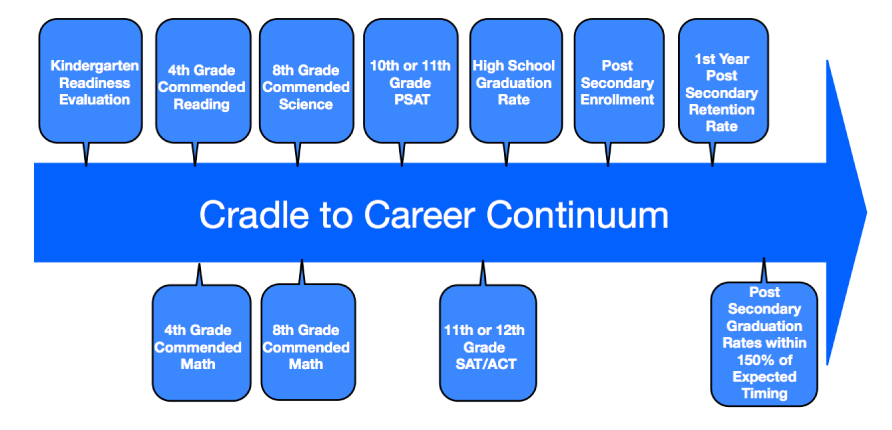 Kindergarten
Readiness
Evaluation
4th Grade
Commended
Reading
8th Grade
Commended
Science
10th or 11th
Grade
PSAT
High School
Graduation
Rate
Post
Secondary
Enrollment
1st Year
Post
Secondary
Retention
Rate
Cradle to Career Continuum
4th Grade
Commended
Math
8th Grade
Commended
Math
11th or 12th
Grade
SAT/ACT
Post
Secondary
Graduation
Rates within
150% of
Expected
Timing